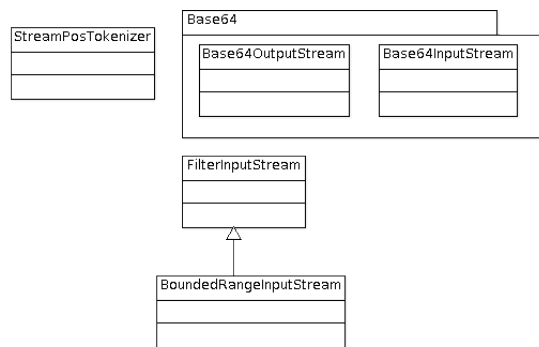 Base64
StreamPosTokenizer
Base64OutputStream
Base64InputStream
FilterInputStream
BoundedRangeInputStream